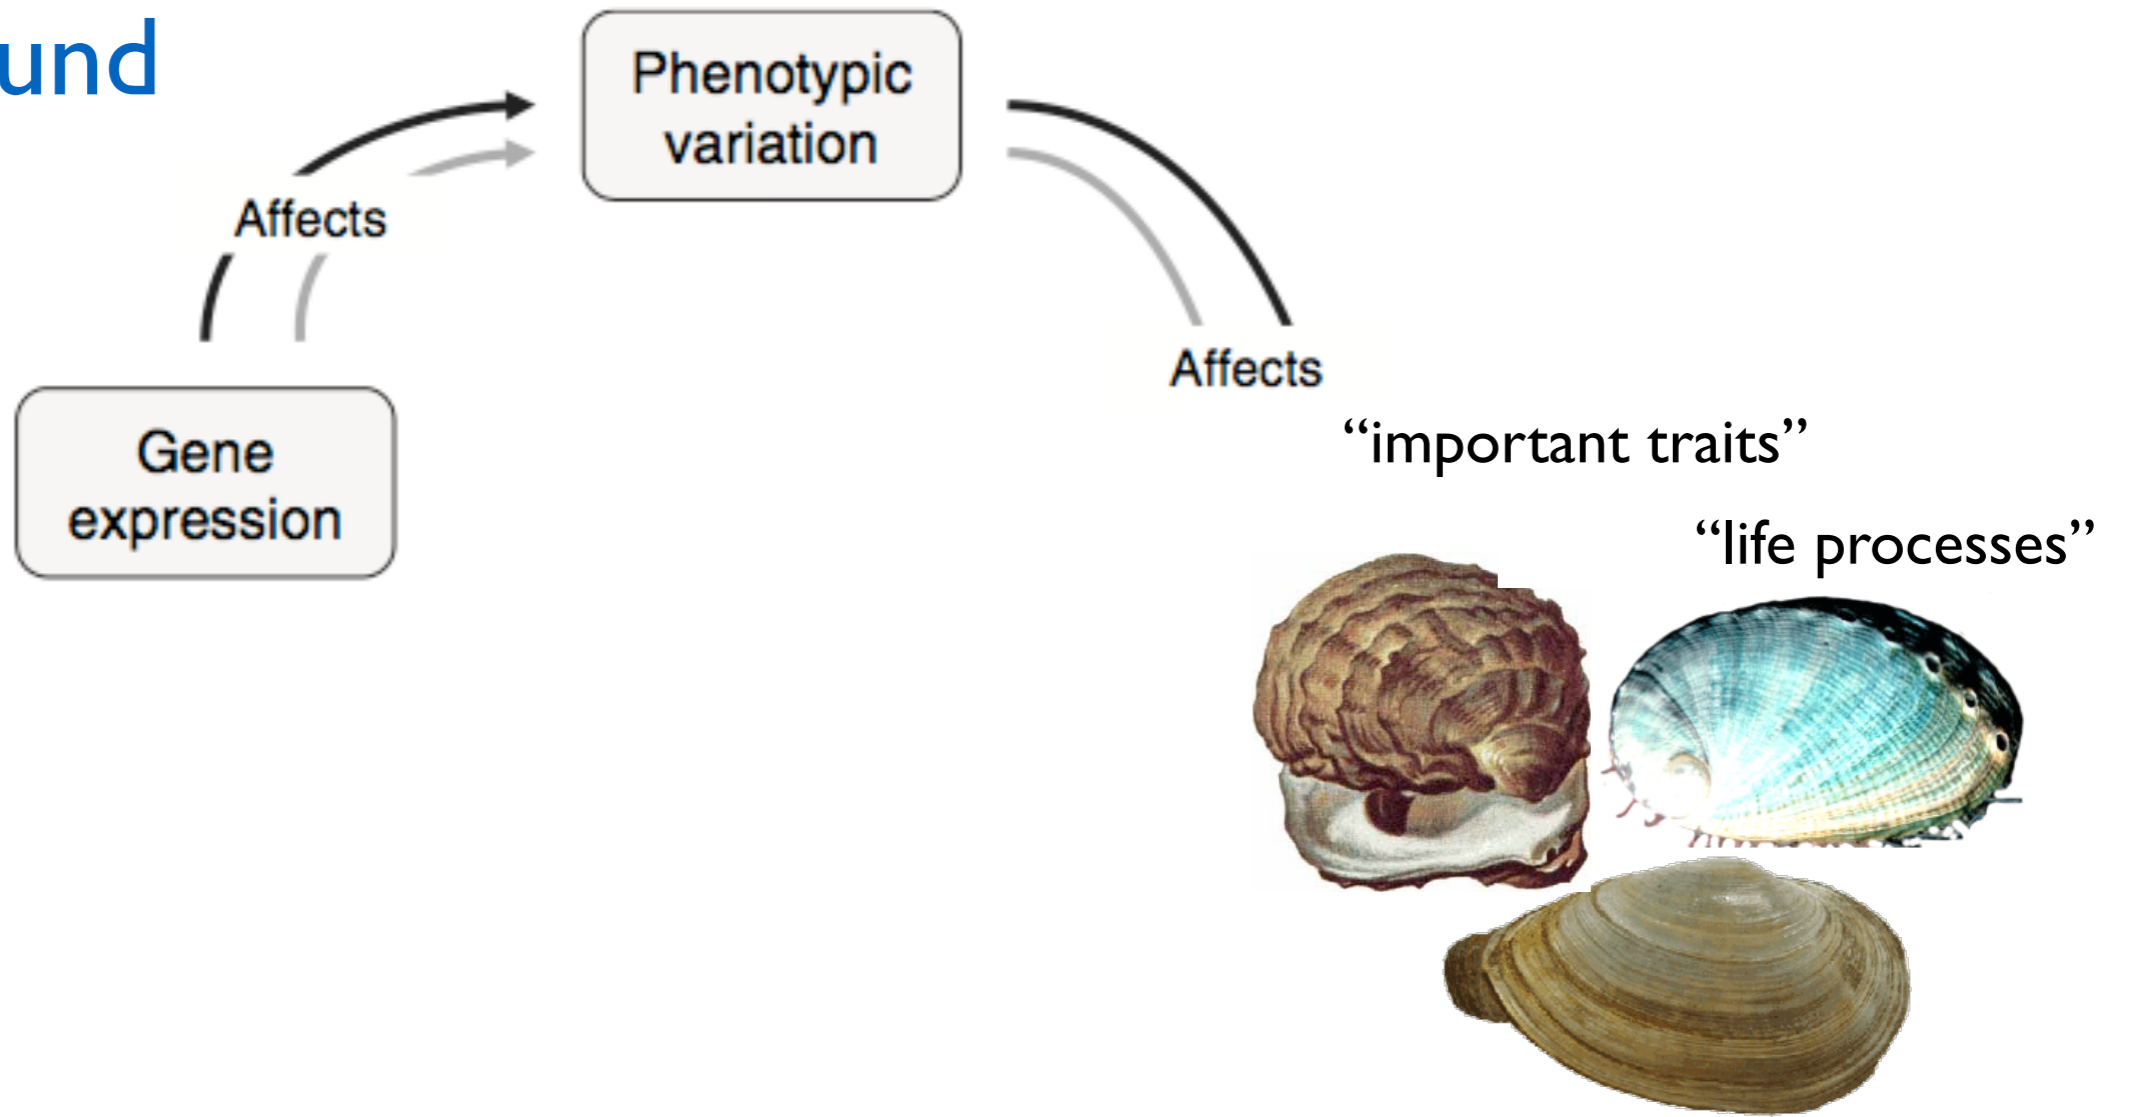 und
Phenotypic
variation
Affects
Affects
Gene
expression
“important traits”
“life processes”